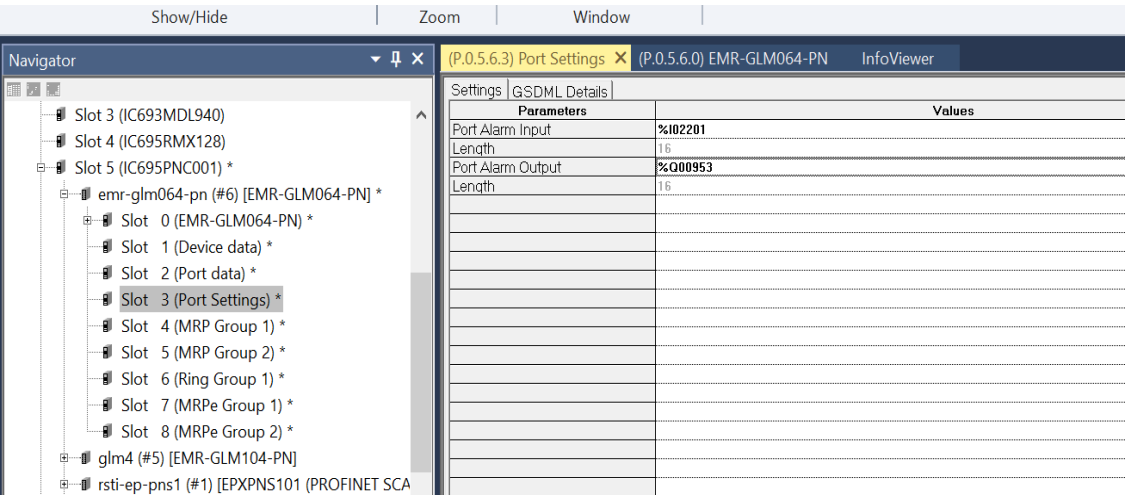 Show/Hide Zoom Window
Navigator
(P.0.5.6.3) Port Settings X (P.0.5.6.0) EMR-GLM064-PN InfoViewer
Settings GSDML Details
Parameters Values
Port Alarm Input %I02201
Length 16
Port Alarm Output %Q00953
Length 16
Slot 3 (IC693MDL940)
Slot 4 (IC695RMX128)
Slot 5 (IC695PNC001) *
emr-glm064-pn (#6) [EMR-GLM064-PN] *
Slot 0 (EMR-GLM064-PN) *
Slot 1 (Device data) *
Slot 2 (Port data) *
Slot 3 (Port Settings) *
Slot 4 (MRP Group 1) *
Slot 5 (MRP Group 2) *
Slot 6 (Ring Group 1) *
Slot 7 (MRPe Group 1) *
Slot 8 (MRPe Group 2) *
glm4 (#5) [EMR-GLM104-PN]
rsti-ep-pns1 (#1) [EPXPNS101 (PROFINET SCA